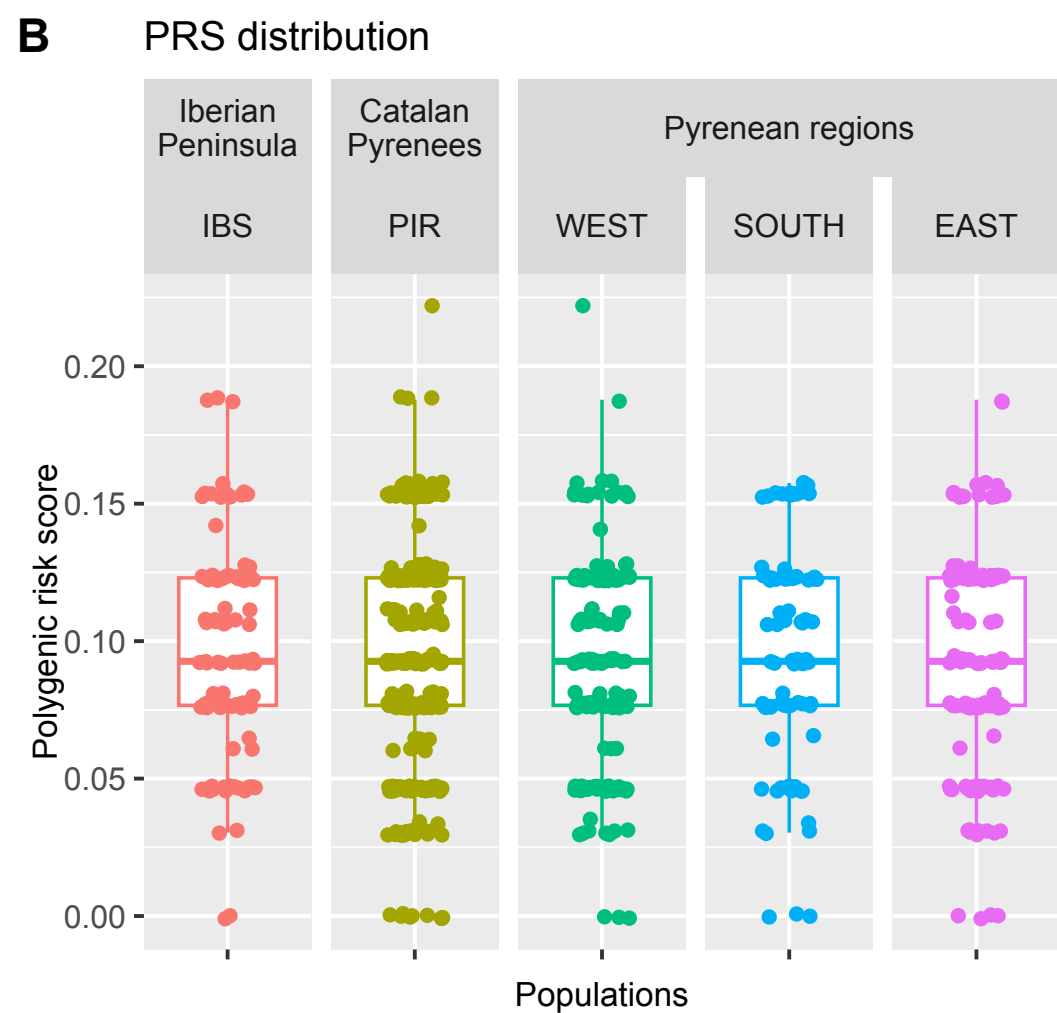 B
PRS distribution
Iberian
Peninsula
Catalan
Pyrenees
Pyrenean regions
IBS
PIR
WEST
SOUTH
EAST
0.20
0.15
0.10
0.05
0.00
Polygenic risk score
Populations